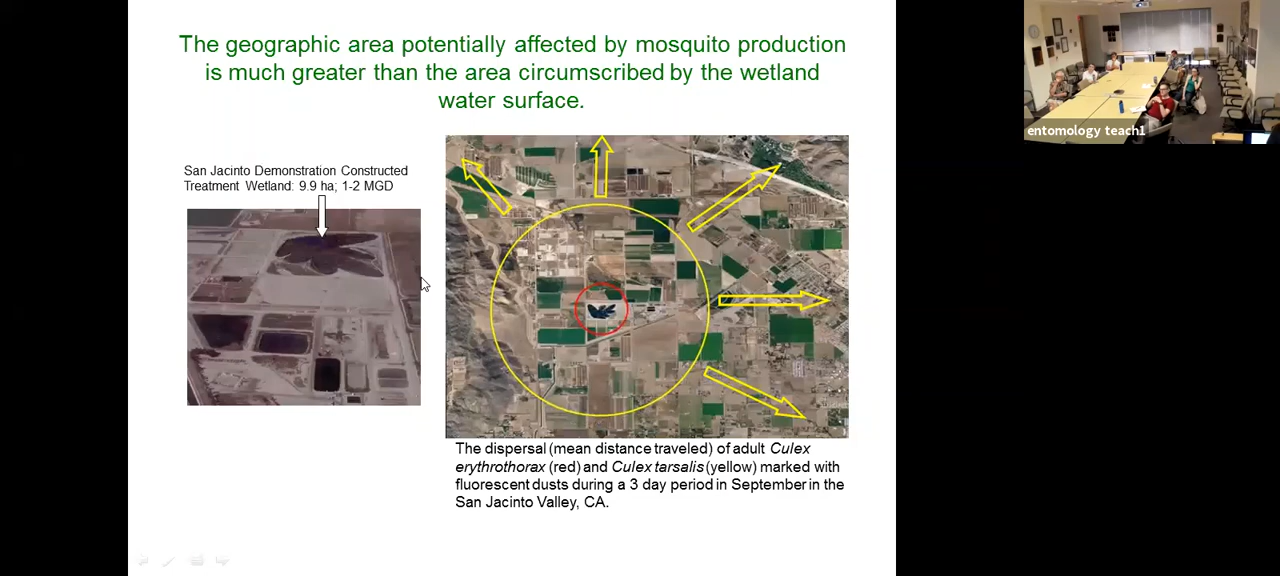 The geographic area potentially affected by mosquito production
is much greater than the area circumscribed by the wetland
water surface.
San Jacinto Demonstration Constructed
Treatment Wetland: 9.9 ha; 1-2 MGD
The dispersal (mean distance traveled) of adult Culex
erythrothorax (red) and Culex tarsalis (yellow) marked with
fluorescent dusts during a 3 day period in September in the
San Jacinto Valley, CA.
entomology teach1